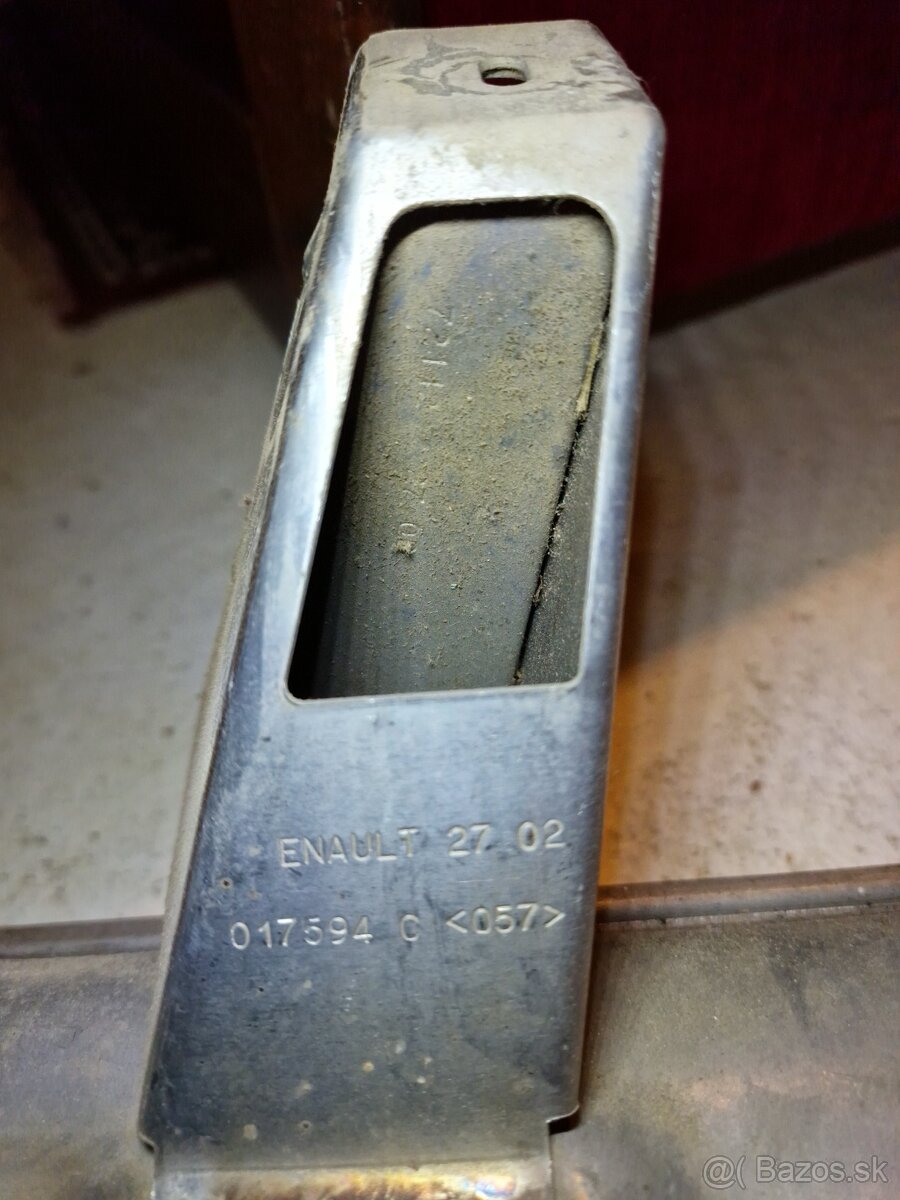 ENAULT 27 02
017594 C <057>
@( Bazos.sk